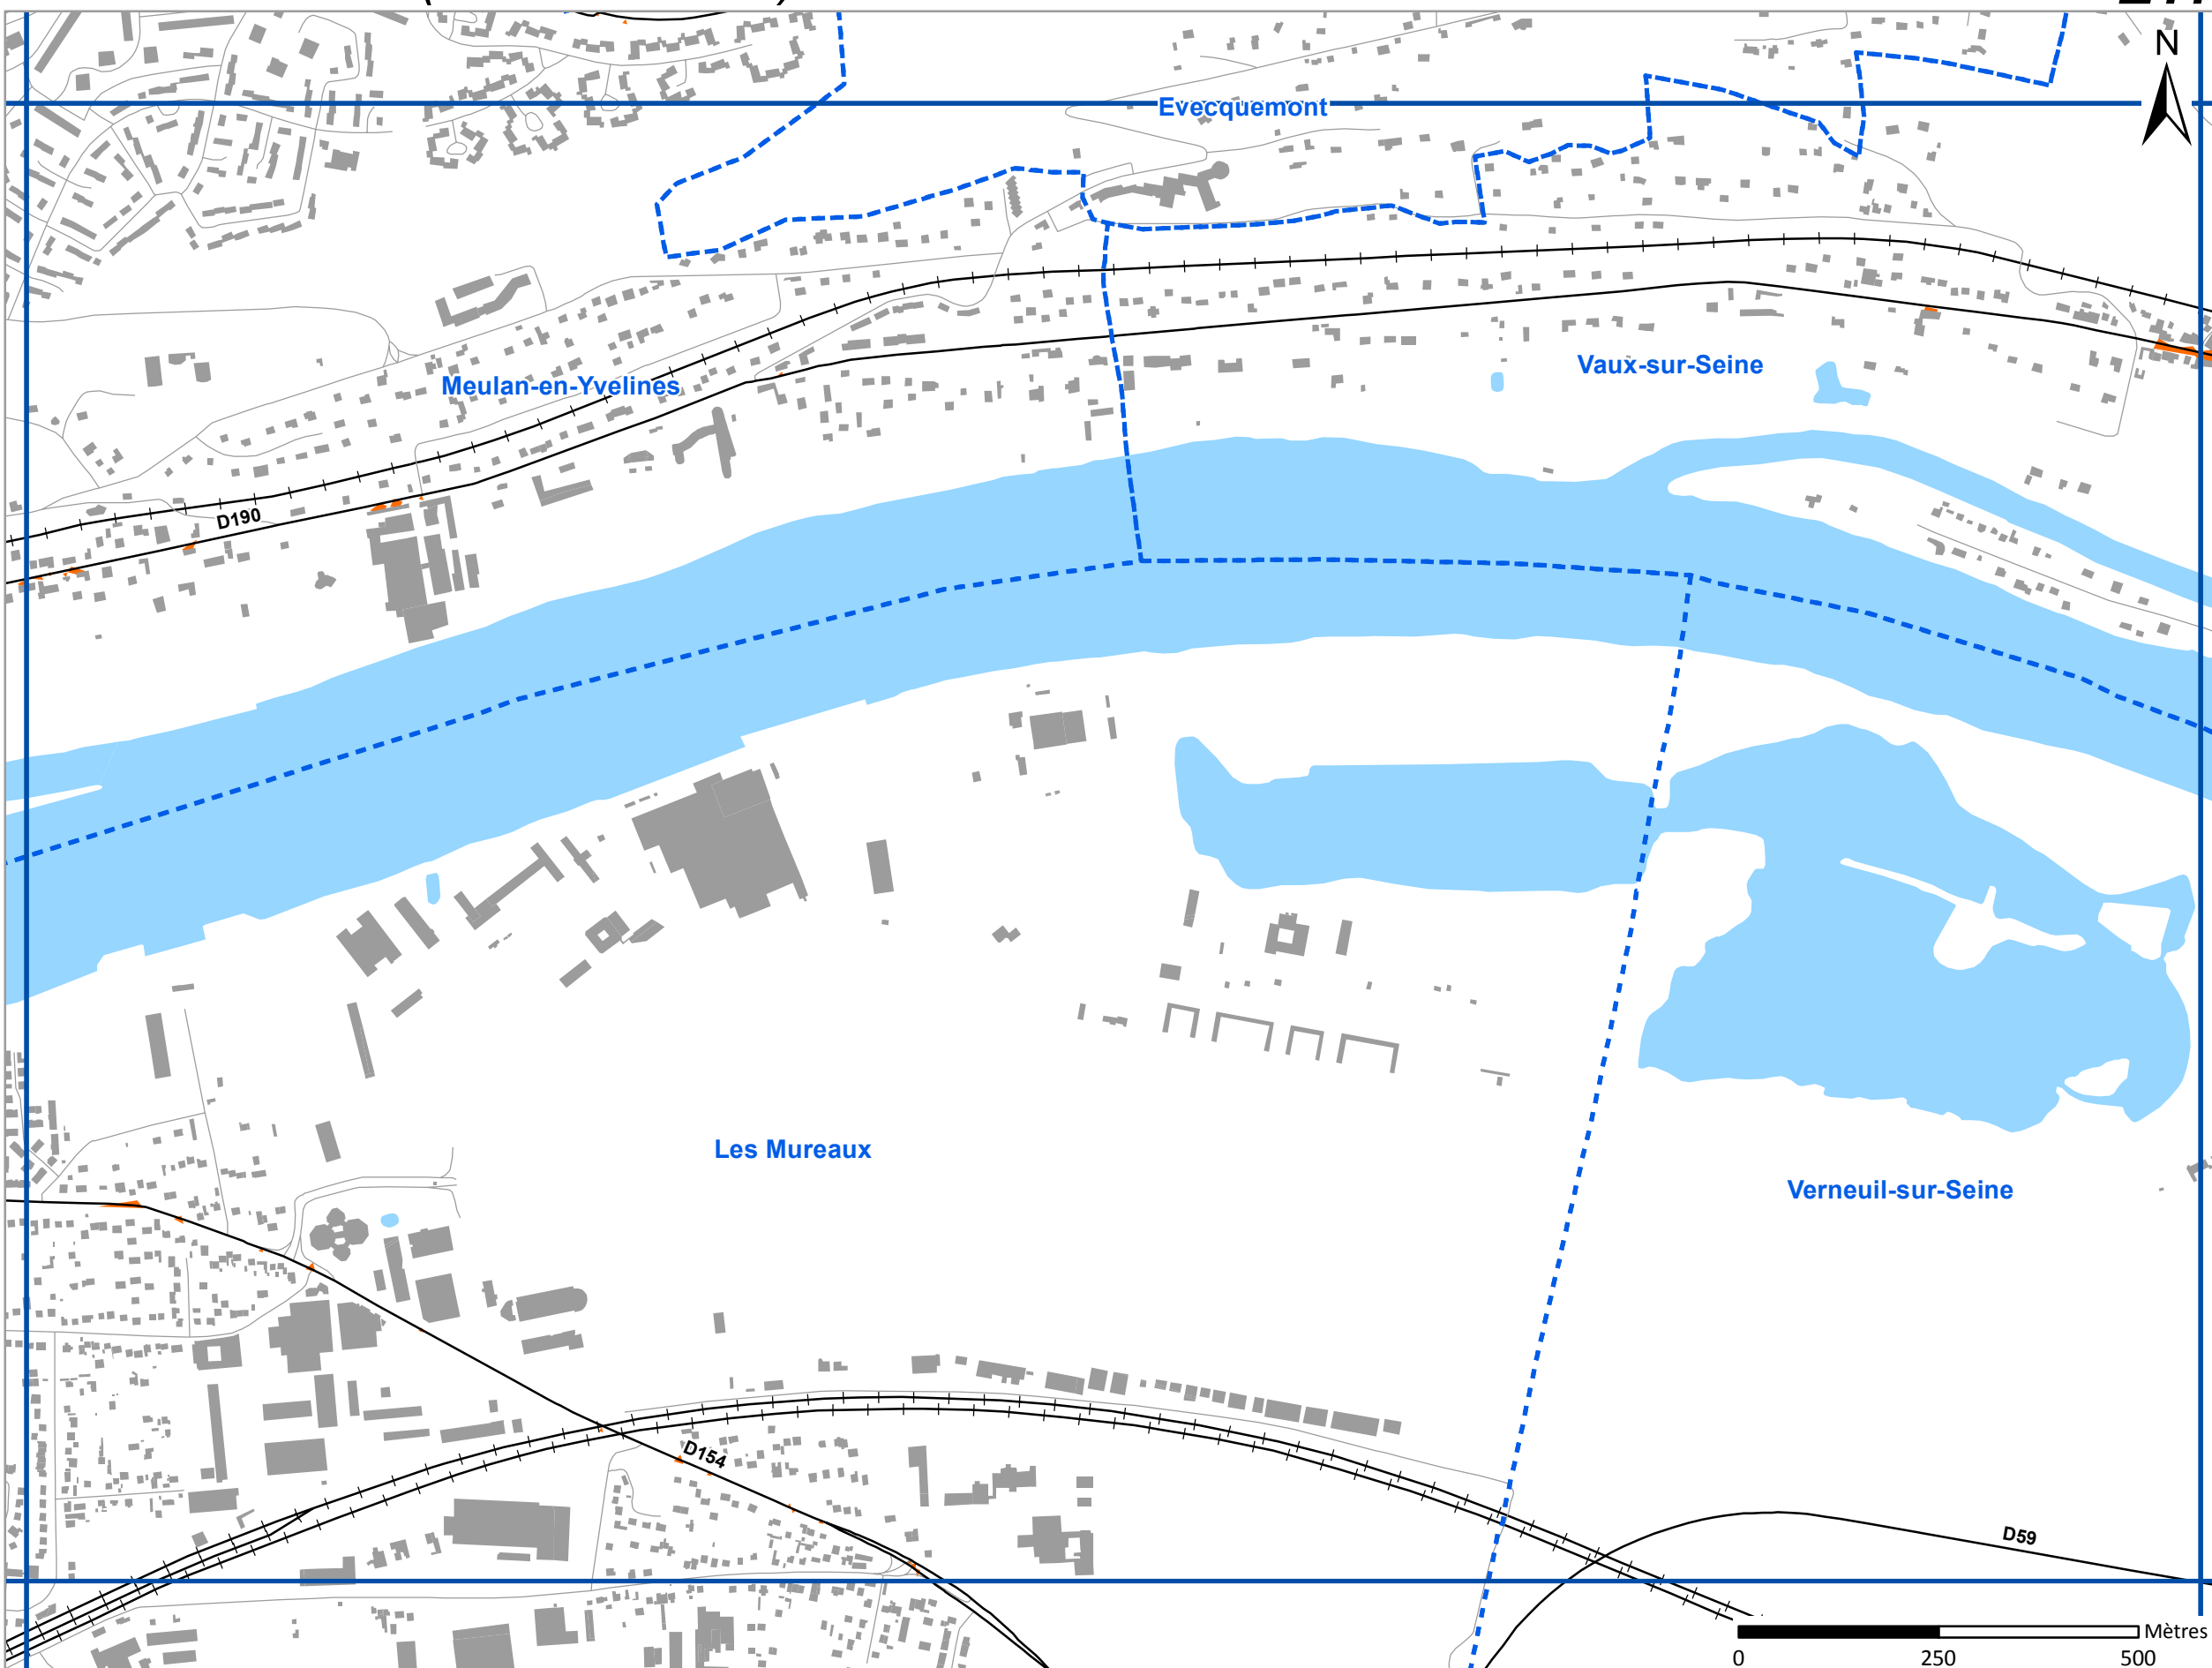 N
Evecquemont
Vaux-sur-Seine
Meulan-en-Yvelines
D190
Les Mureaux
Verneuil-sur-Seine
D154
D59
Mètres
0 250 500